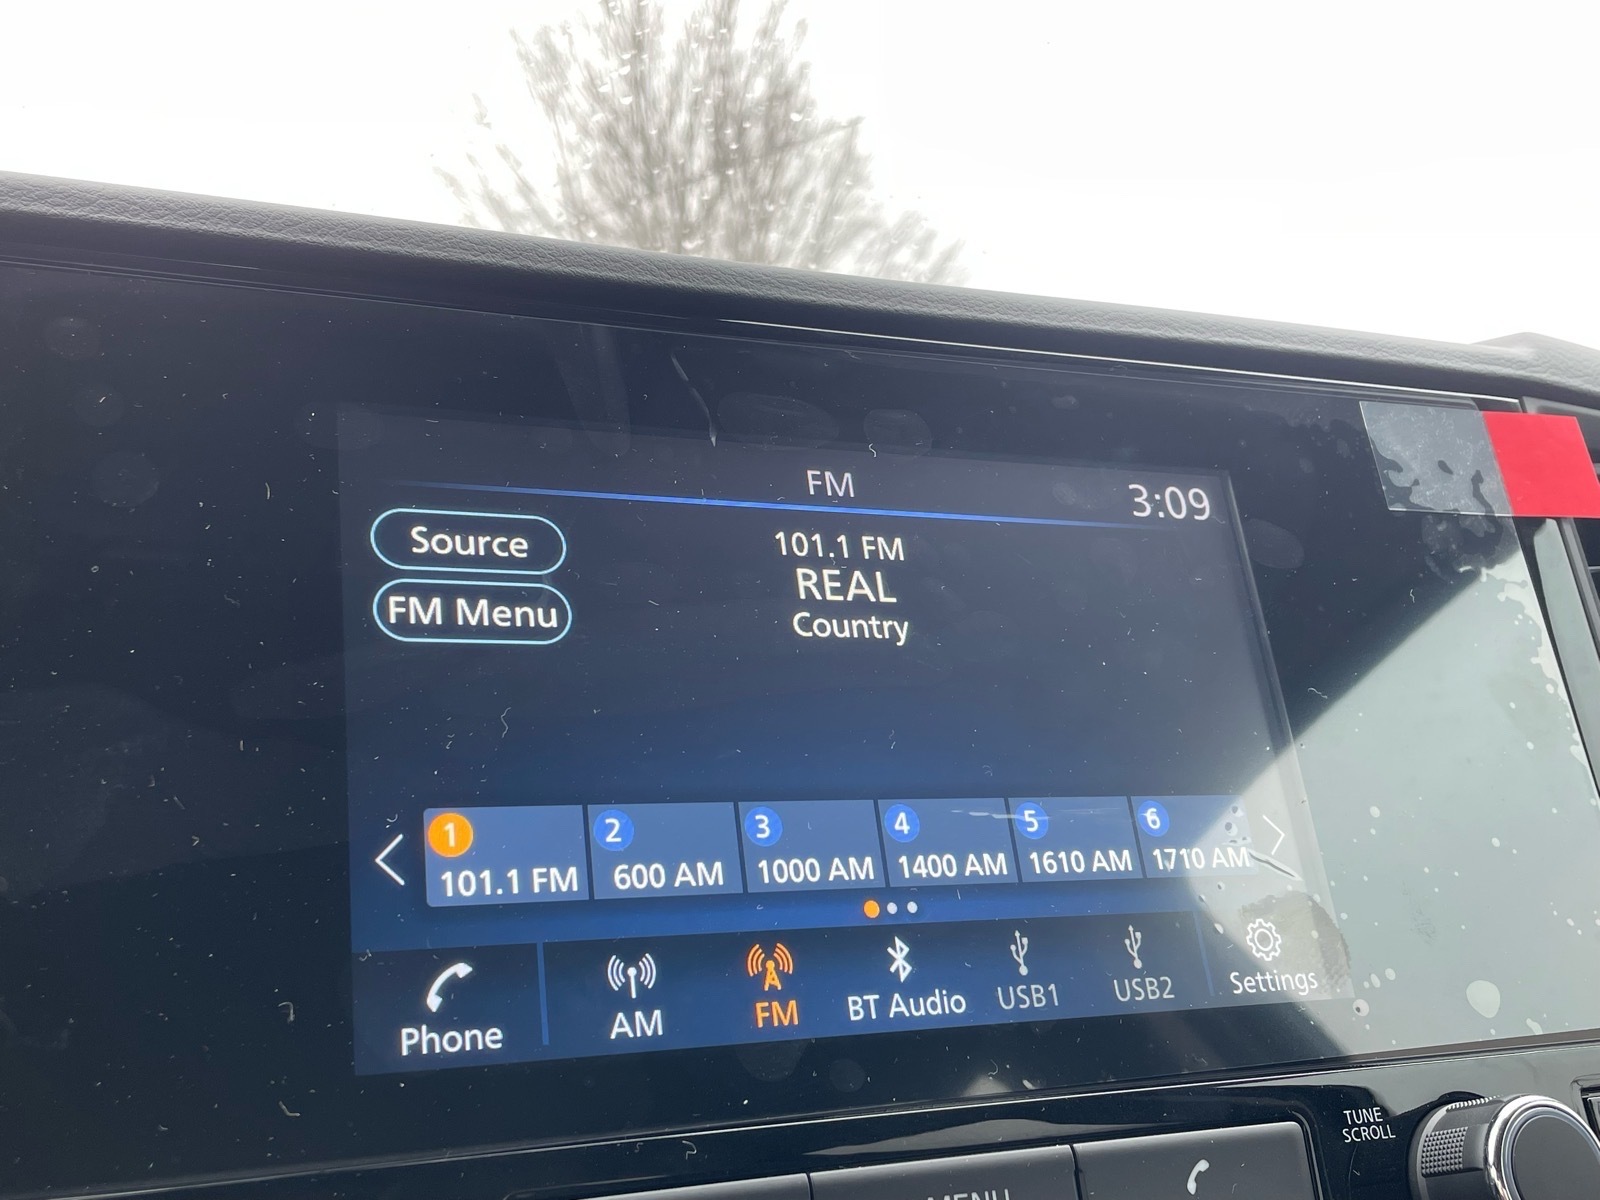 FM
3:09
Source
101.1 FM
REAL
FM Menu
Country
1
2
3
4
5
6
101.1 FM
600 AM
1000 AM
1400 AM
1610 AM
1710 AM
Phone
AM
FM
BT Audio
USB1
USB2
Settings
TUNE
SCROLL
MENU